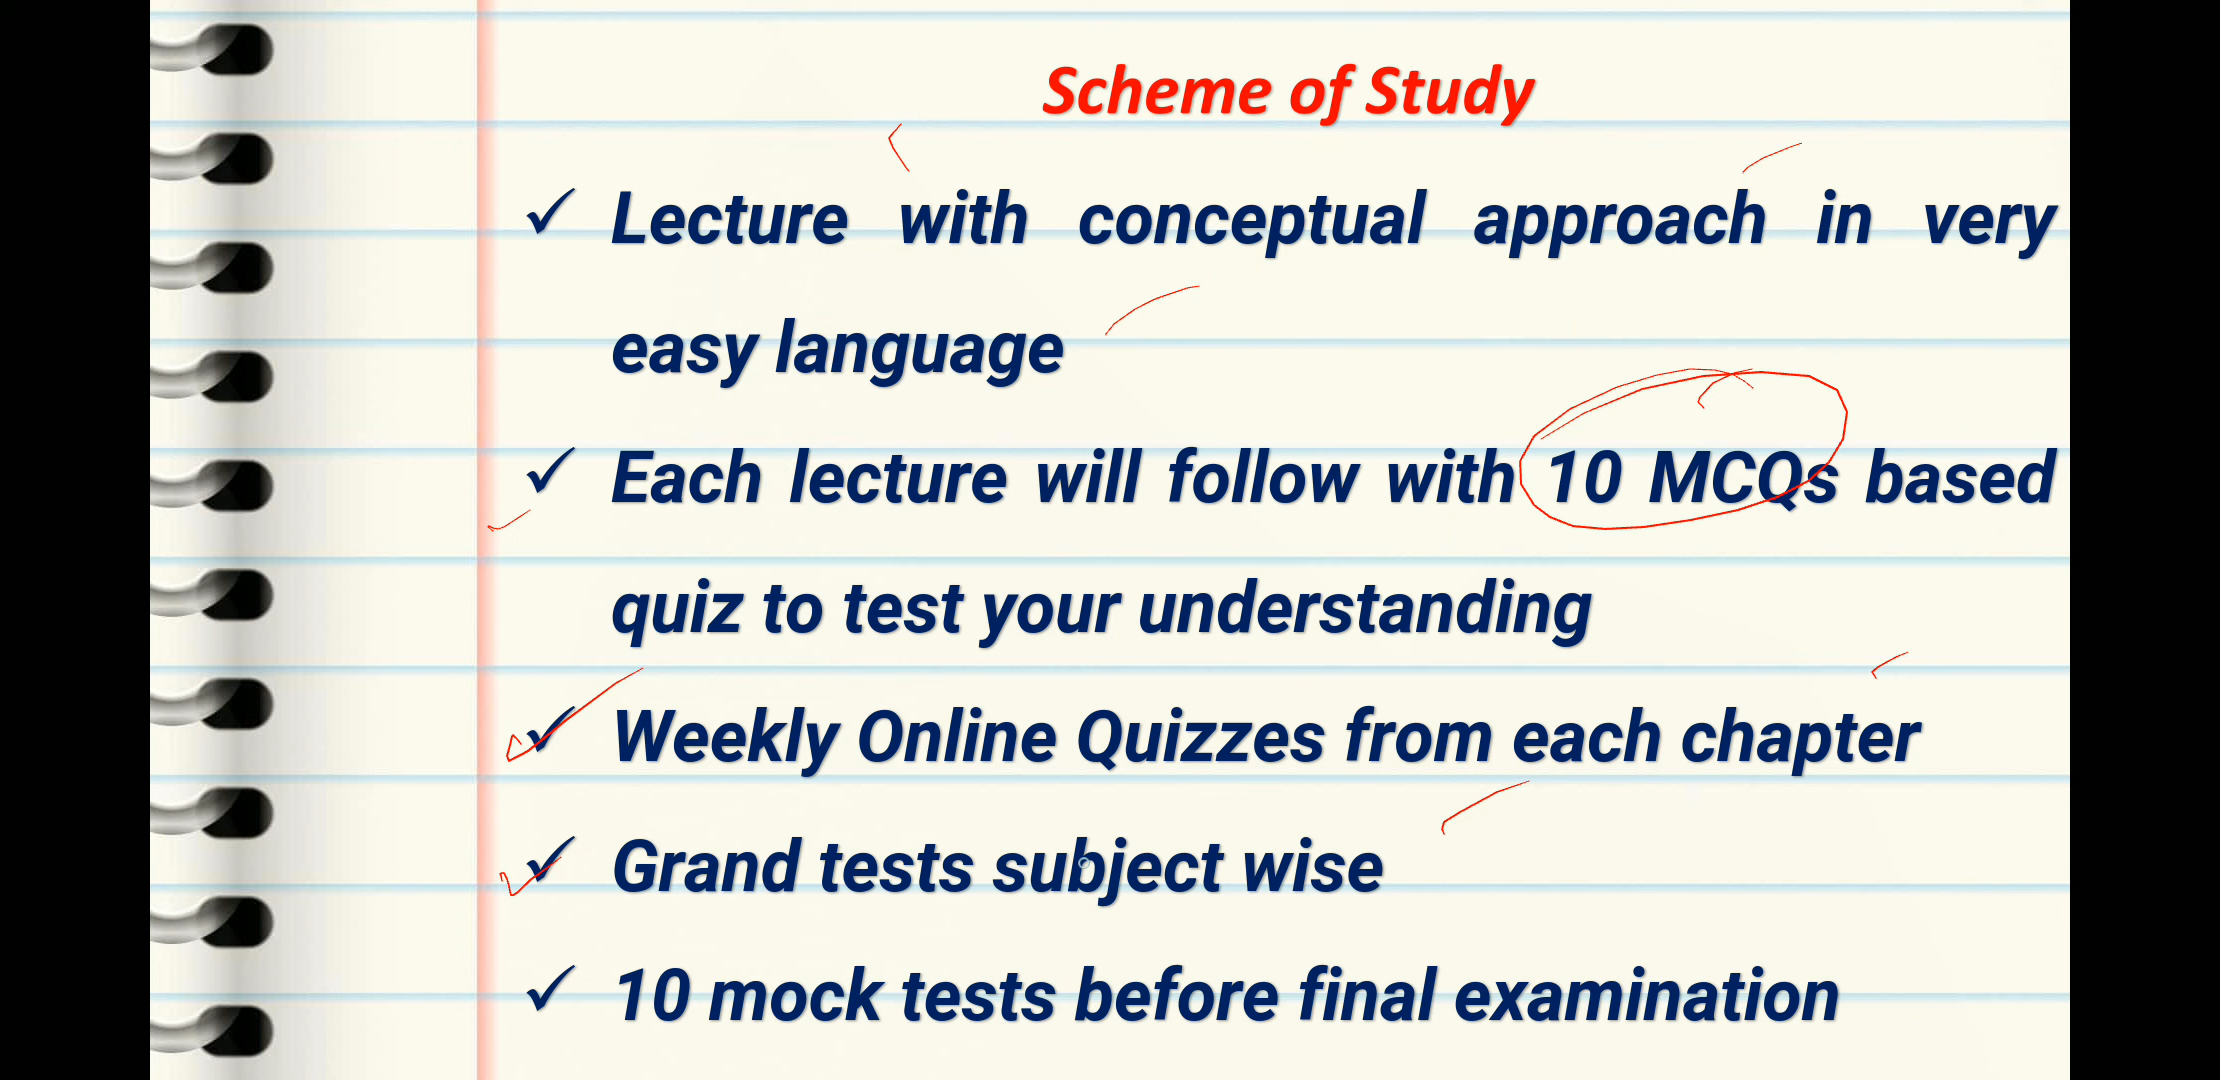 Scheme of Study
✓ Lecture with conceptual approach in very
easy language
✓ Each lecture will follow with 10 MCQs based
quiz to test your understanding
✓ Weekly Online Quizzes from each chapter
✓ Grand tests subject wise
✓ 10 mock tests before final examination